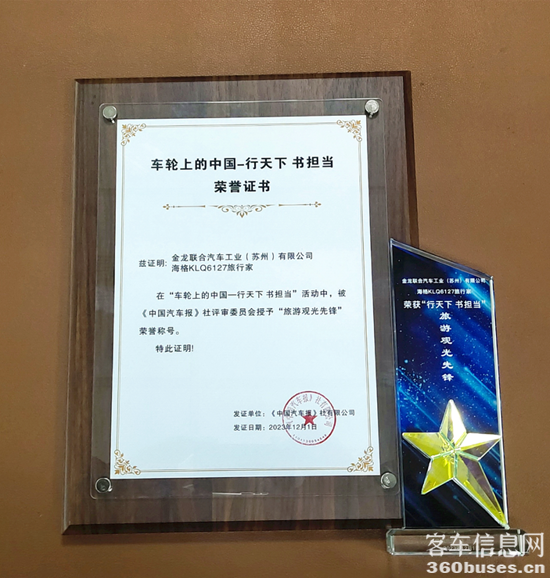 车轮上的中国-行天下 书担当
荣誉证书
兹证明: 金龙联合汽车工业(苏州)有限公司
海格KLQ6127旅行家
在“车轮上的中国—行天下 书担当”活动中,被
《中国汽车报》社评审委员会授予“旅游观光先锋”
荣誉称号。
特此证明!
发证单位:《中国汽车报》社有限公司
发证日期:2023年12月1日
金龙联合汽车工业(苏州)有限公司
海格KLQ6127旅行家
荣获“行天下 书担当”
旅游观光先锋
客车信息网
360buses.cn